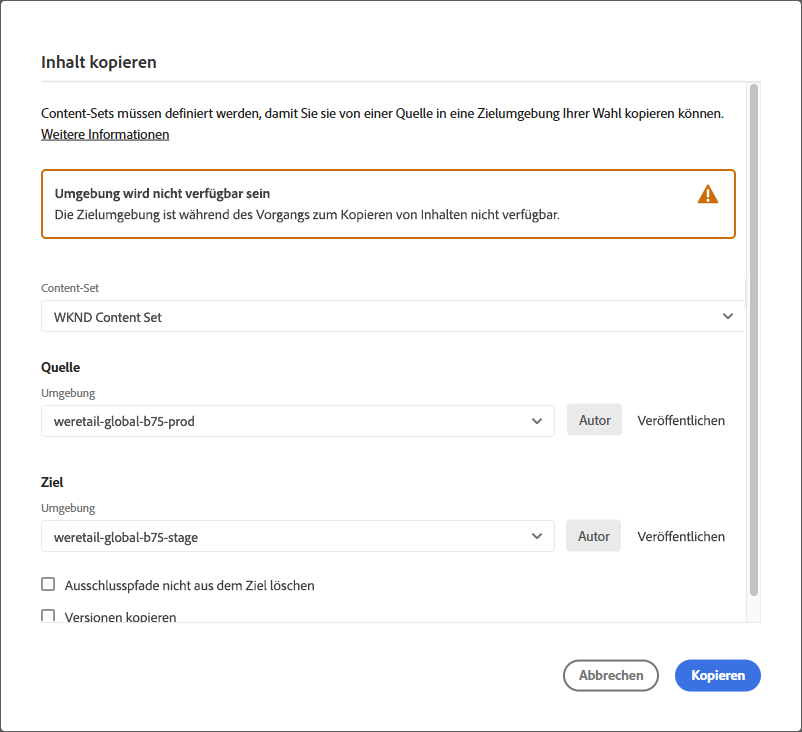 Inhalt kopieren
Content-Sets müssen definiert werden, damit Sie sie von einer Quelle in eine Zielumgebung Ihrer Wahl kopieren können.
Weitere Informationen
Umgebung wird nicht verfügbar sein
Die Zielumgebung ist während des Vorgangs zum Kopieren von Inhalten nicht verfügbar.
Content-Set
WKND Content Set
Quelle
Umgebung
weretail-global-b75-prod Autor Veröffentlichen
Ziel
Umgebung
weretail-global-b75-stage Autor Veröffentlichen
Ausschlusspfade nicht aus dem Ziel löschen
Versionen kopieren
Abbrechen Kopieren